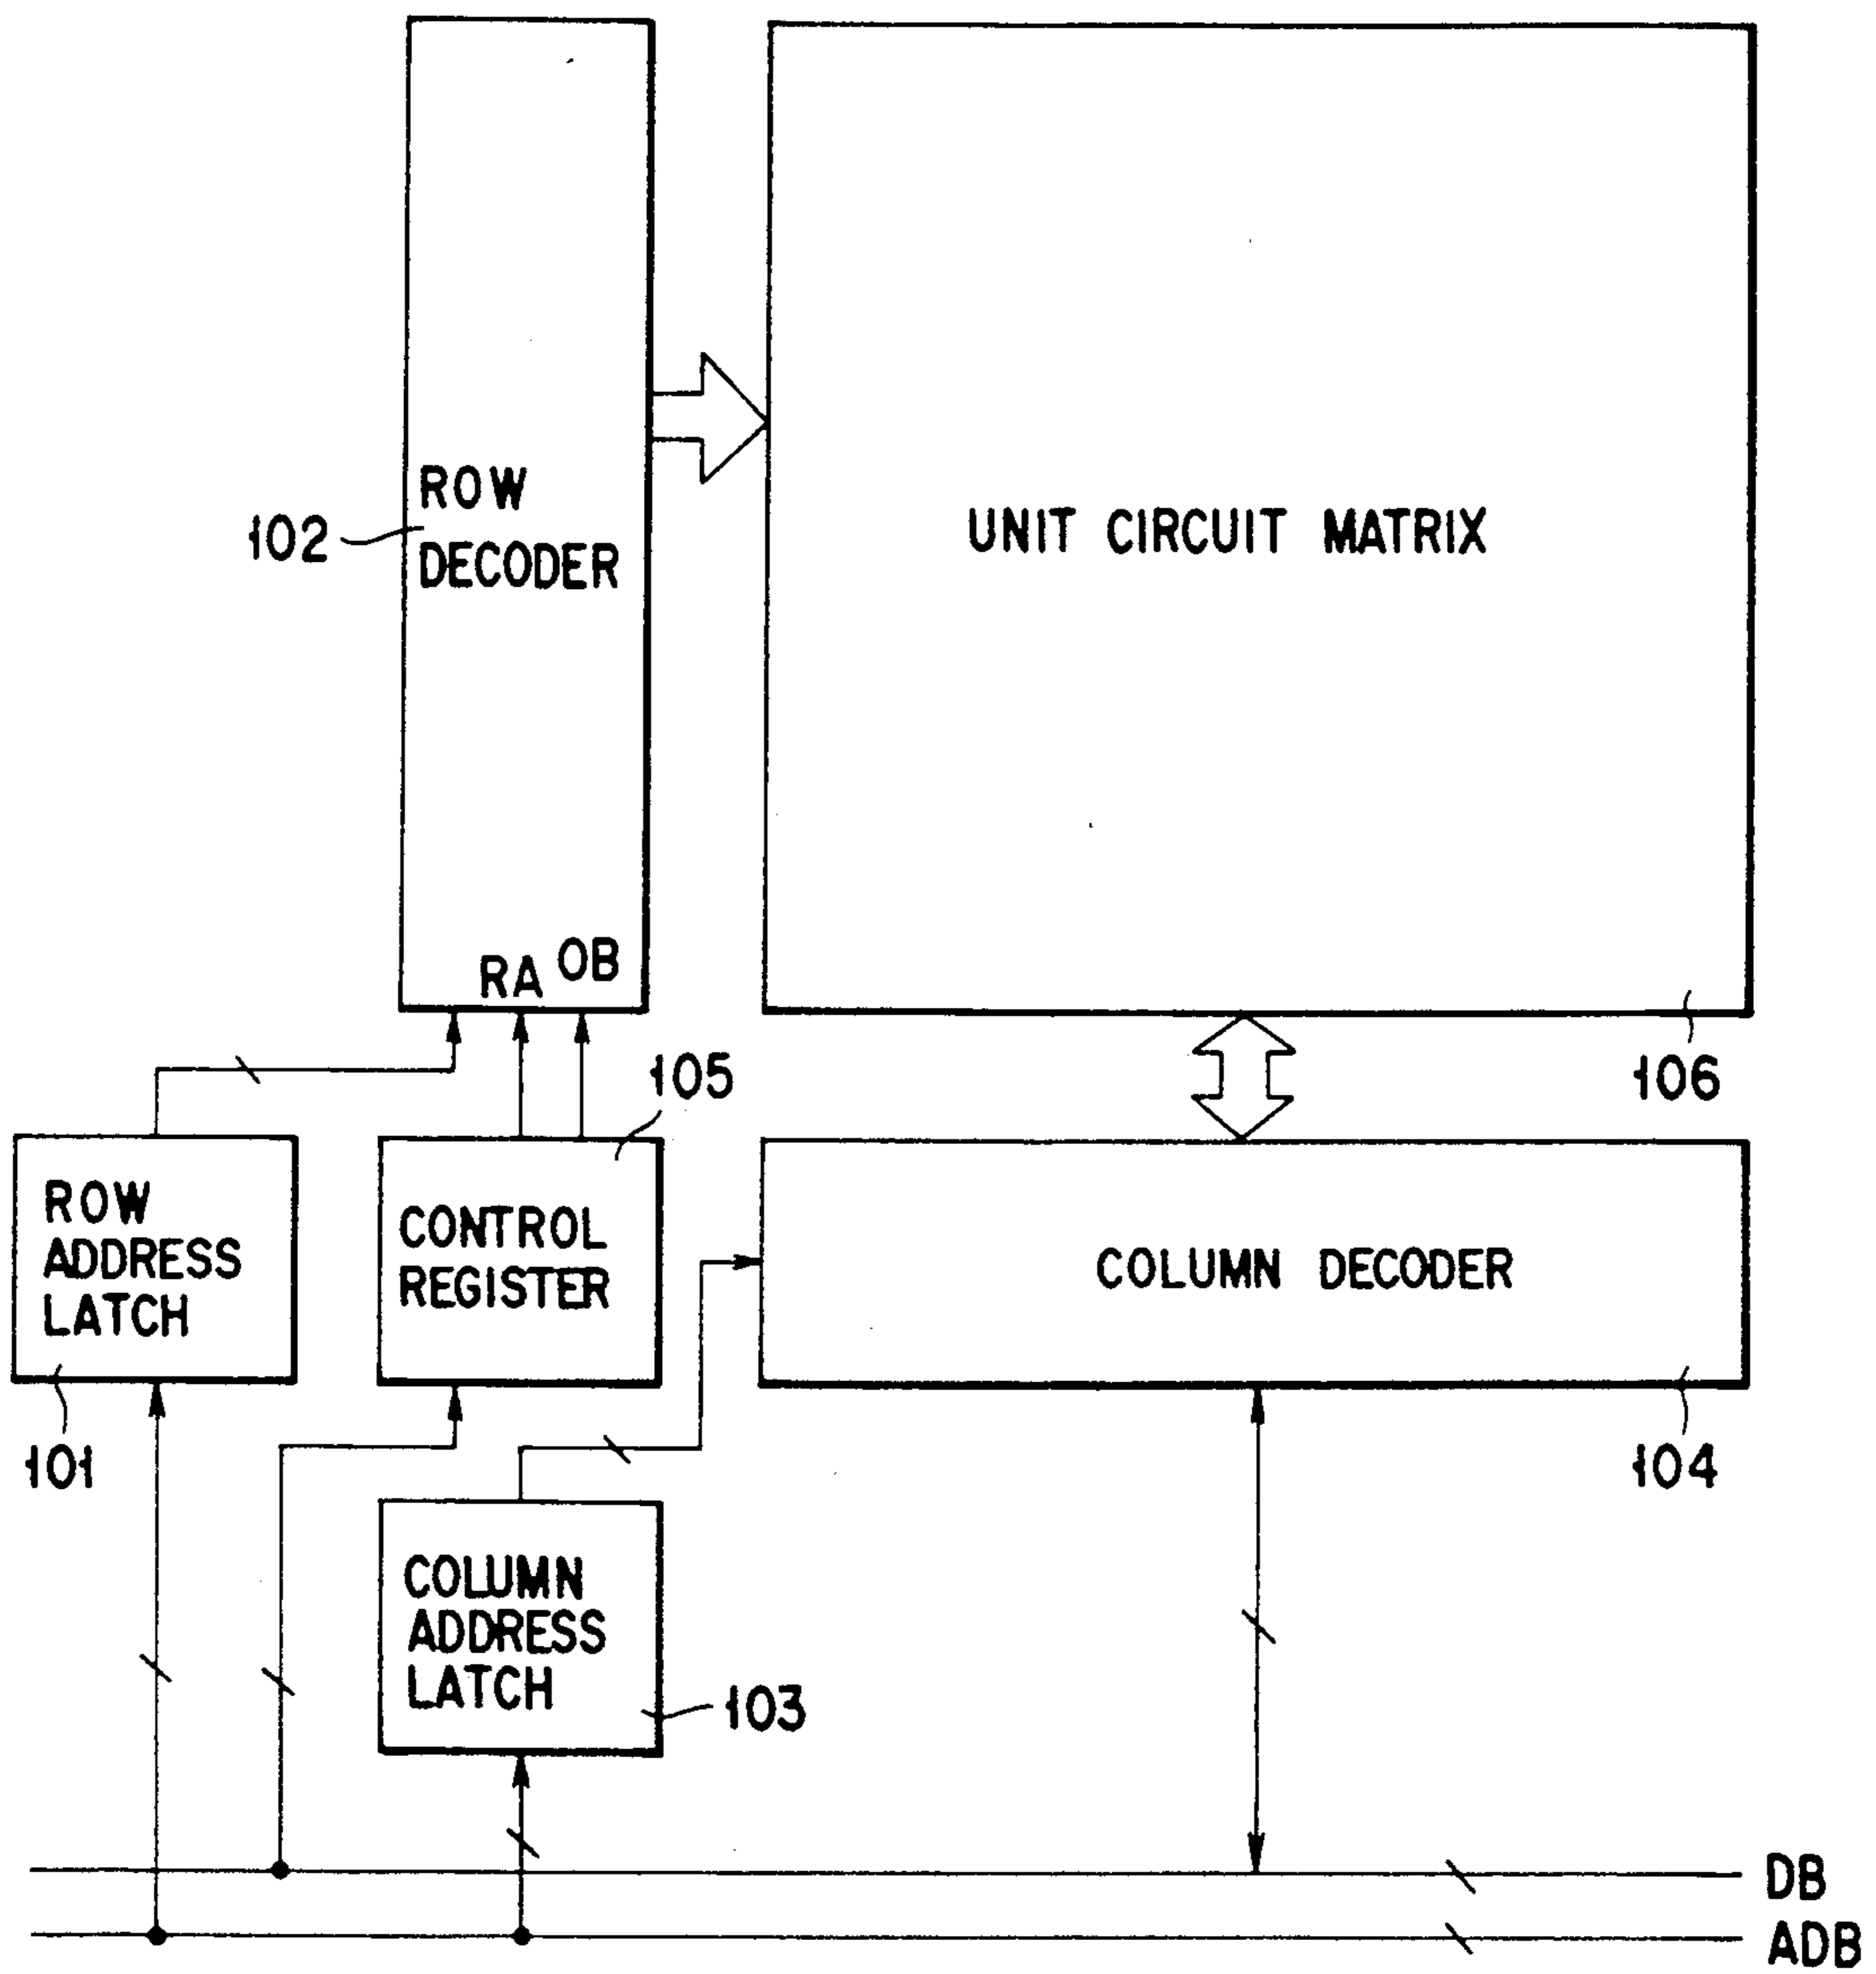 ROW
DECODER
102
UNIT CIRCUIT MATRIX
RA OB
105
106
ROW
ADDRESS
LATCH
CONTROL
REGISTER
COLUMN DECODER
101
104
COLUMN
ADDRESS
LATCH
103
DB
ADB